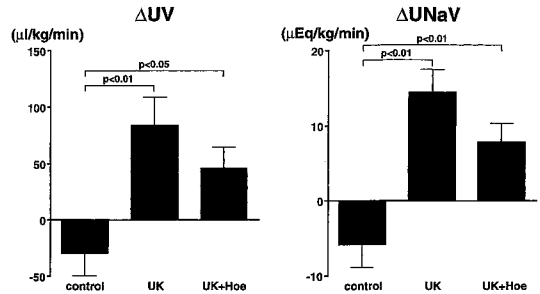 ΔUV
(μl/kg/min)
150
100
50
0
-50
p<0.05
p<0.01
control
UK
UK+Hoe
ΔUNaV
(μEq/kg/min)
20
10
0
-10
p<0.01
p<0.01
control
UK
UK+Hoe